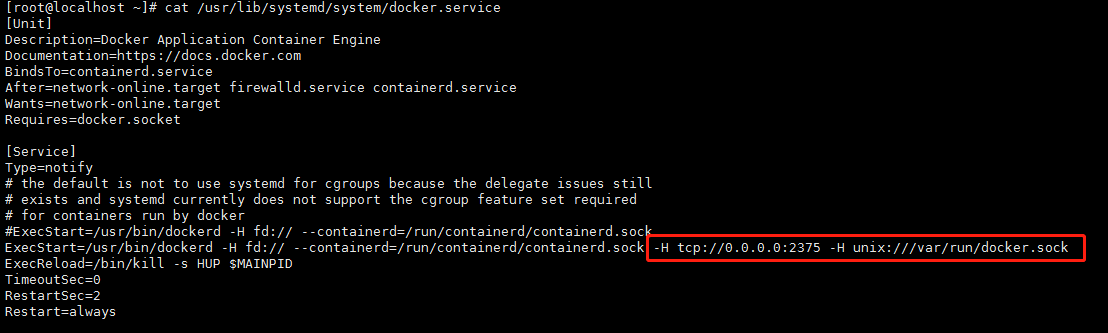 [root@localhost ~]# cat /usr/lib/systemd/system/docker.service
[Unit]
Description=Docker Application Container Engine
Documentation=https://docs.docker.com
BindsTo=containerd.service
After=network-online.target firewalld.service containerd.service
Wants=network-online.target
Requires=docker.socket

[Service]
Type=notify
# the default is not to use systemd for cgroups because the delegate issues still
# exists and systemd currently does not support the cgroup feature set required
# for containers run by docker
#ExecStart=/usr/bin/dockerd -H fd:// --containerd=/run/containerd/containerd.sock
ExecStart=/usr/bin/dockerd -H fd:// --containerd=/run/containerd/containerd.sock -H tcp://0.0.0.0:2375 -H unix:///var/run/docker.sock
ExecReload=/bin/kill -s HUP $MAINPID
TimeoutSec=0
RestartSec=2
Restart=always